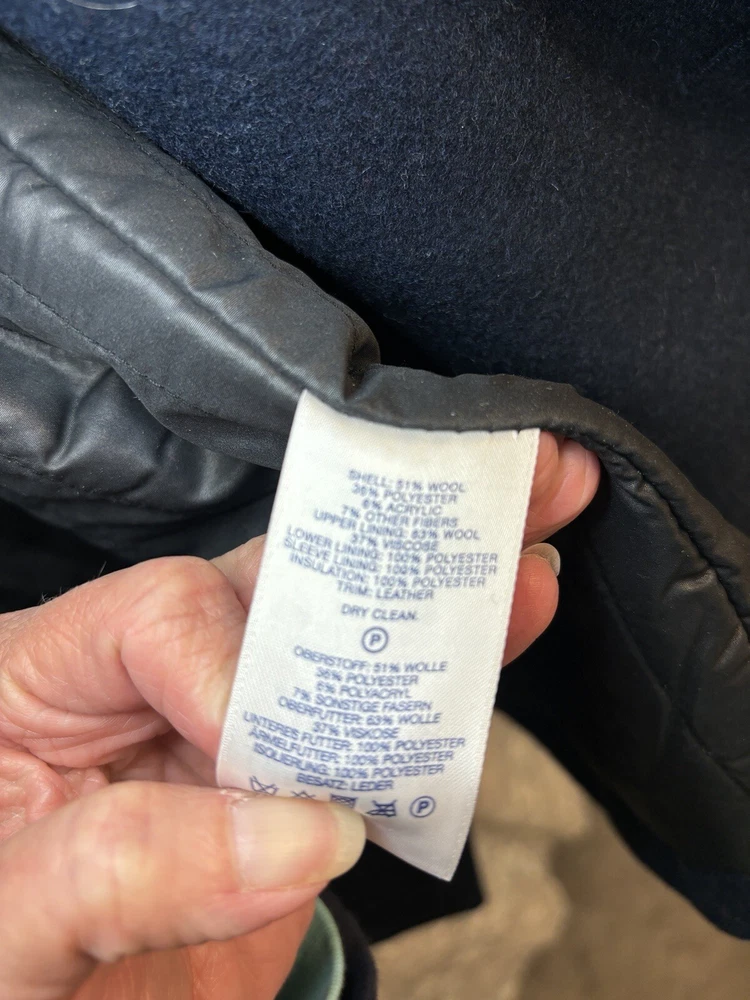 SHELL: 51% WOOL
36% POLYESTER
6% ACRYLIC
7% OTHER FIBERS
UPPER LINING: 63% WOOL
37% VISCOSE
LOWER LINING: 100% POLYESTER
SLEEVE LINING: 100% POLYESTER
INSULATION: 100% POLYESTER
TRIM: LEATHER
DRY CLEAN.
P
OBERSTOFF: 51% WOLLE
36% POLYESTER
6% POLYACRYL
7% SONSTIGE FASERN
OBERFUTTER: 63% WOLLE
37% VISKOSE
UNTERES FUTTER: 100% POLYESTER
ARMELFUTTER: 100% POLYESTER
ISOLIERUNG: 100% POLYESTER
BESATZ: LEDER
P